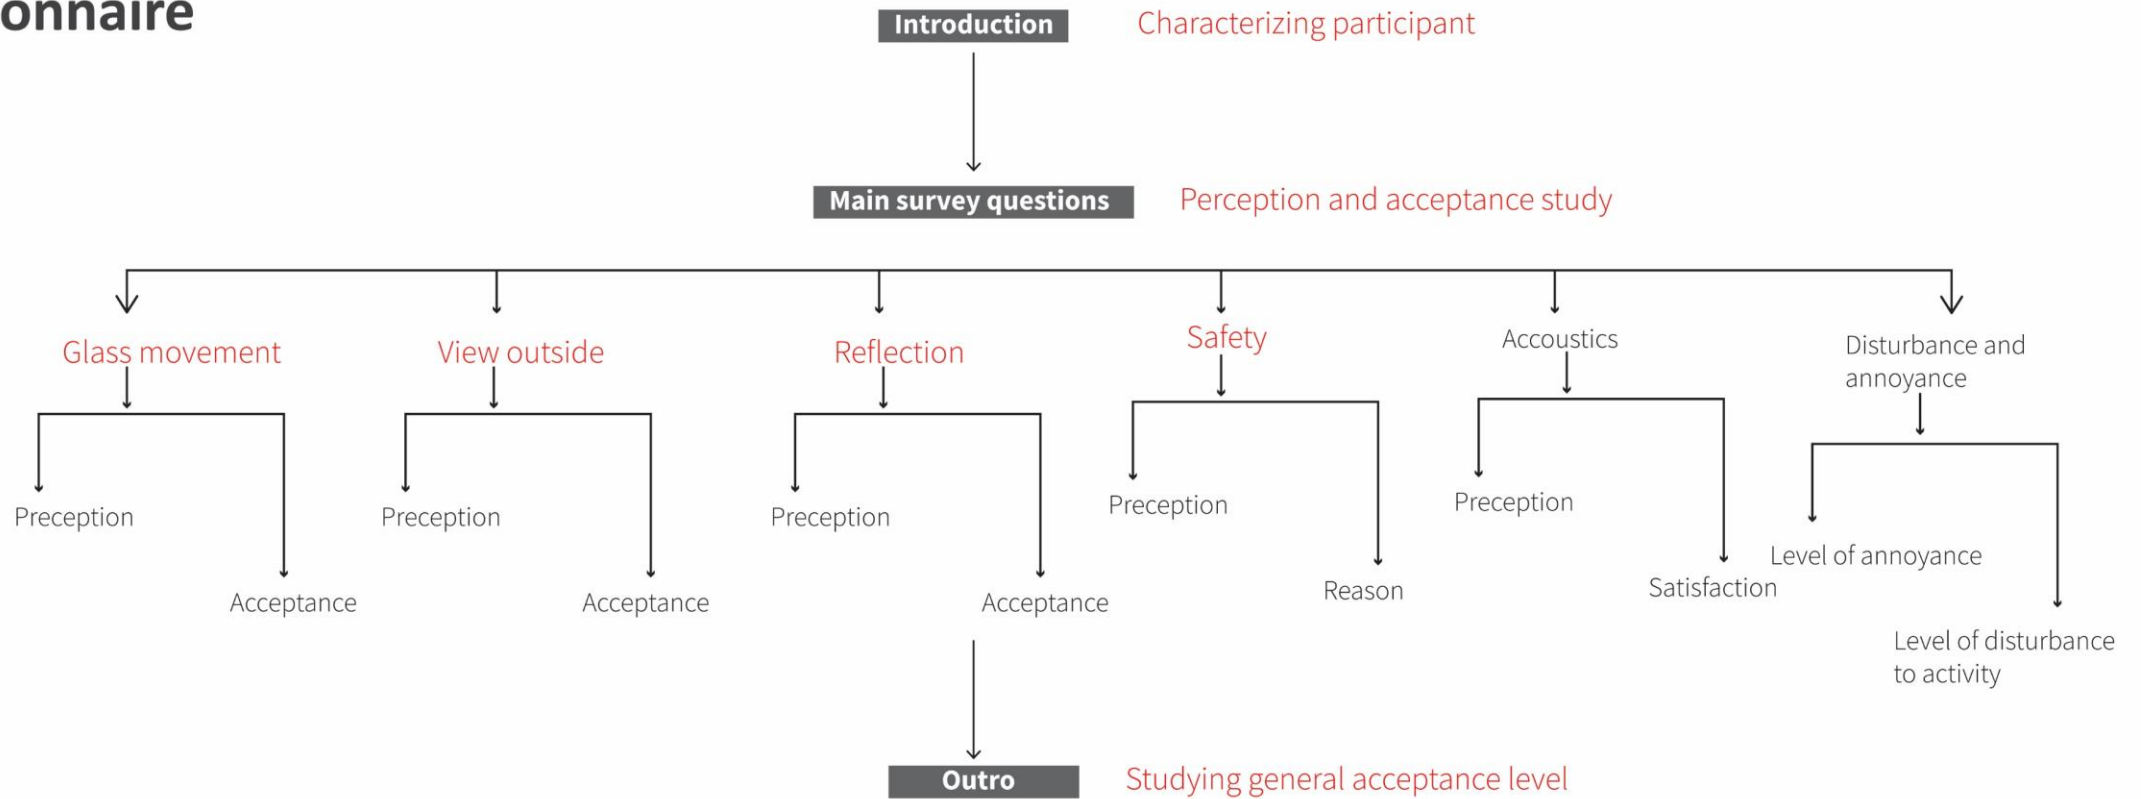 onnaire
Introduction
Characterizing participant
Main survey questions
Perception and acceptance study
Glass movement
View outside
Reflection
Safety
Accoustics
Disturbance and
annoyance
Preception
Acceptance
Preception
Acceptance
Preception
Acceptance
Preception
Reason
Preception
Satisfaction
Level of annoyance
Level of disturbance
to activity
Outro
Studying general acceptance level